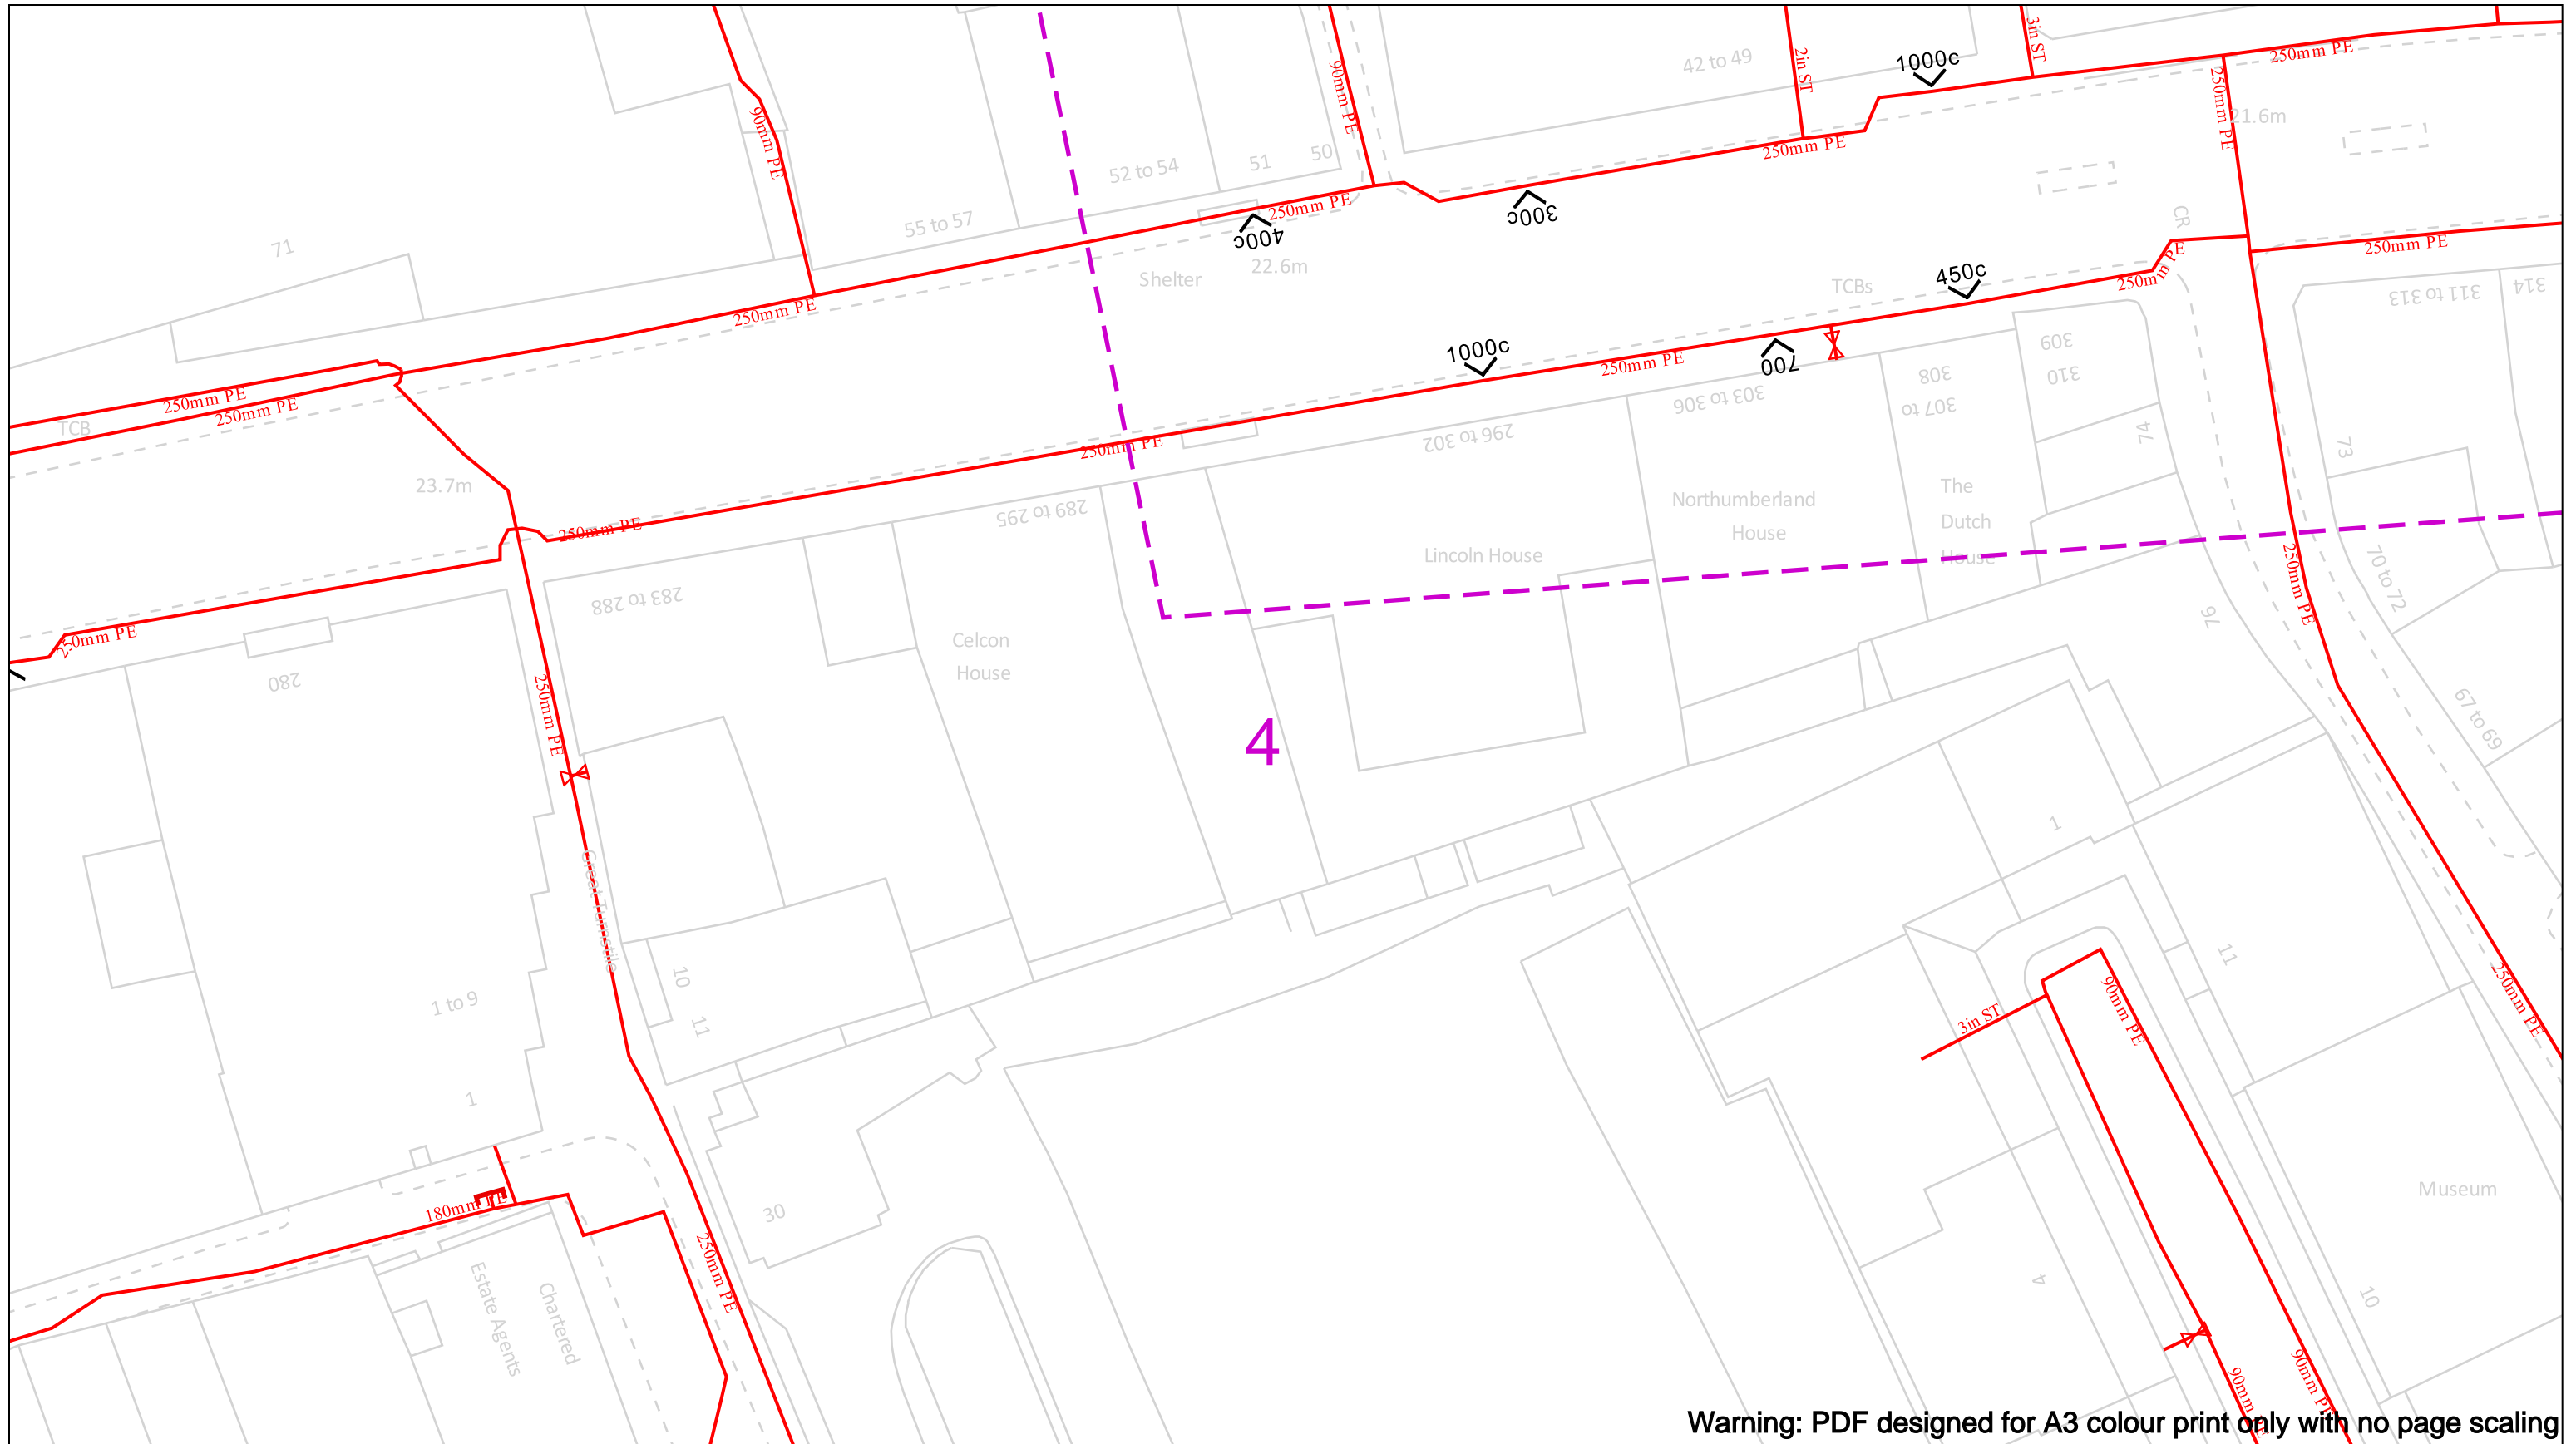 3in ST
250mm PE
1000c
42 to 49
2in ST
90mm PE
250mm PE
21.6m
90mm PE
250mm PE
50
51
52 to 54
250mm PE
300c
250mm PE
CR
55 to 57
400c
250mm PE
71
22.6m
Shelter
450c
TCBs
250mm PE
311 to 313
314
250mm PE
309
310
1000c
700
250mm PE
308
307 to
303 to 306
250mm PE
250mm PE
TCB
296 to 302
74
73
250mm PE
23.7m
289 to 295
Northumberland
House
The
Dutch
House
250mm PE
Lincoln House
70 to 72
250mm PE
283 to 288
76
250mm PE
Celcon
House
280
250mm PE
67 to 69
4
1
Great Turnstile
10
11
11
1 to 9
3in ST
90mm PE
250mm PE
1
180mm PE
30
Museum
250mm PE
Estate Agents
Chartered
4
10
90mm PE
90mm PE
Warning: PDF designed for A3 colour print only with no page scaling